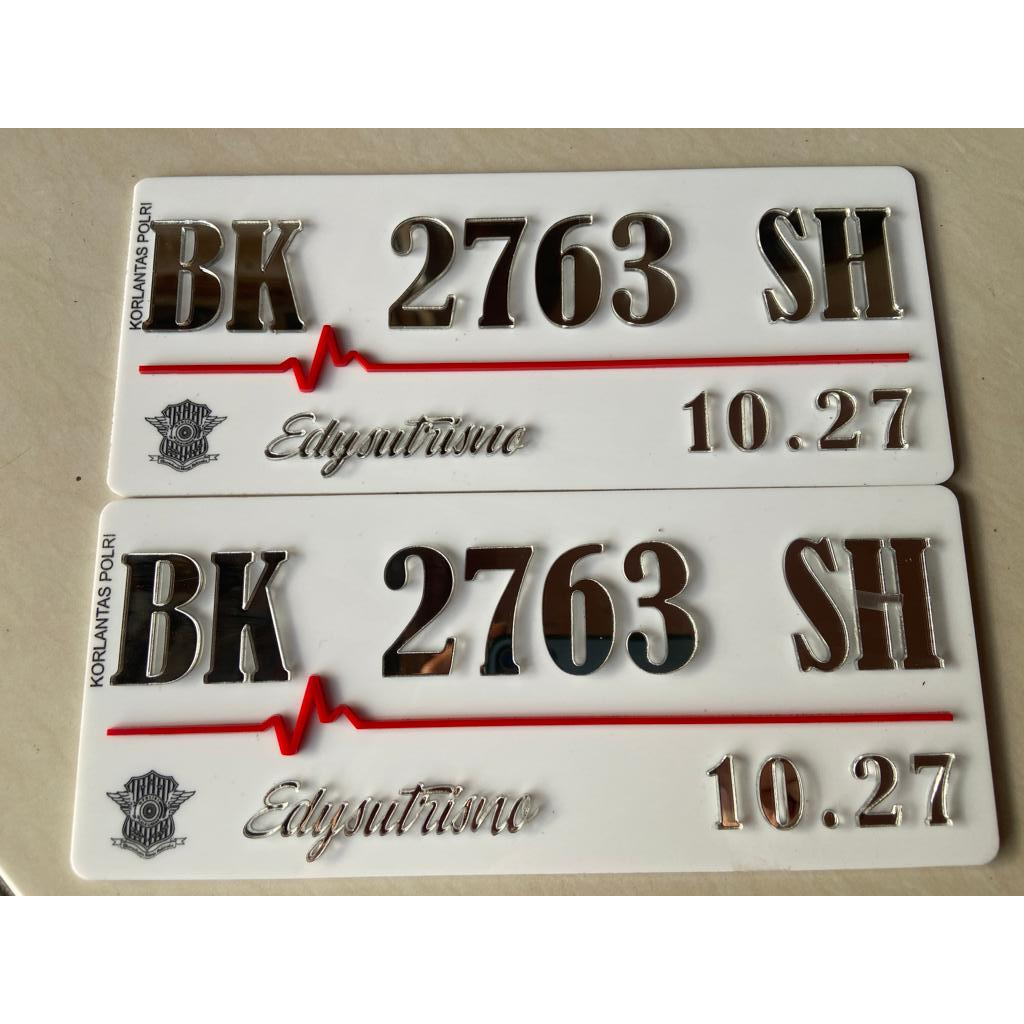 KORLANTAS POLRI
BK 2763 SH
Edysutrisno
10.27
KORLANTAS POLRI
BK 2763 SH
Edysutrisno
10.27